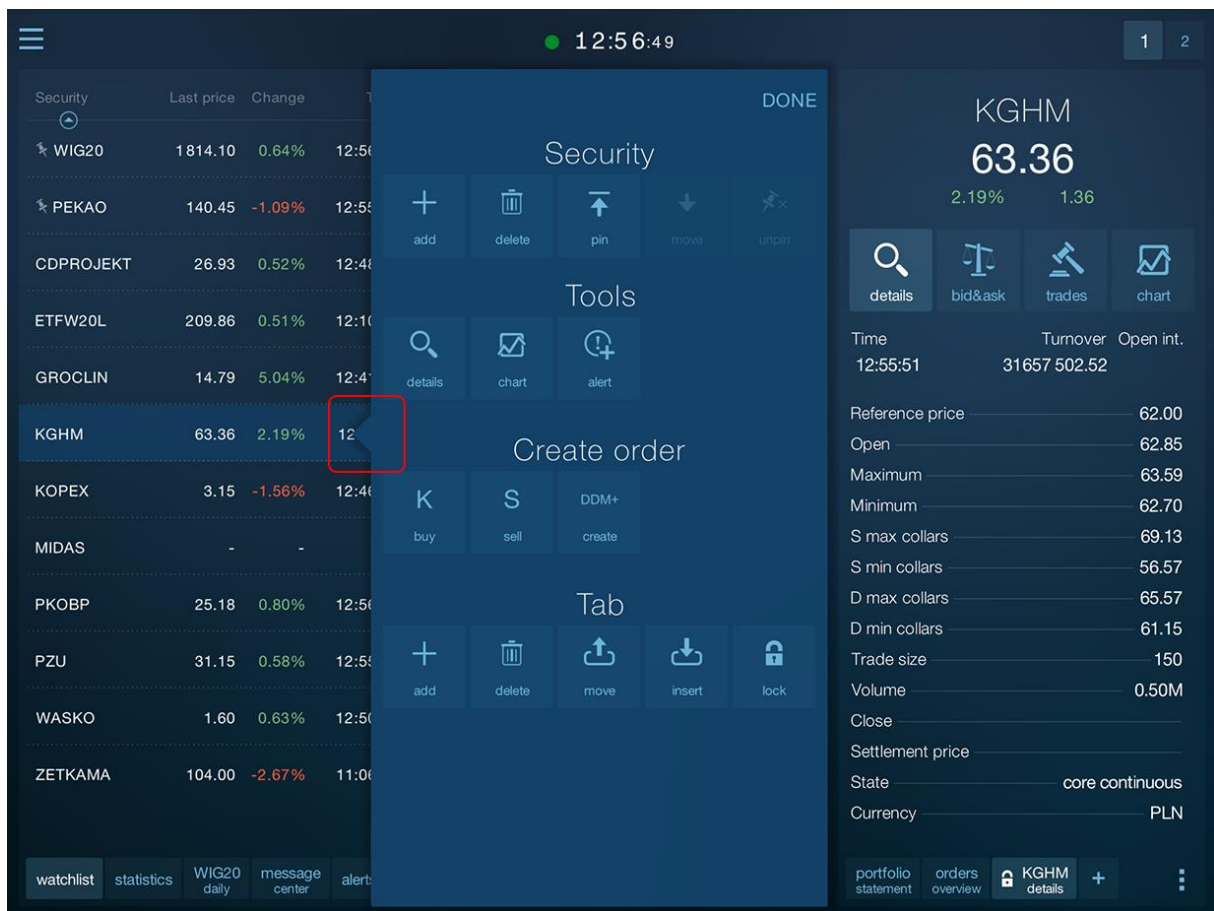 12:56:49
1 2
Security Last price Change
WIG20 1814.10 0.64% 12:56
PEKAO 140.45 -1.09% 12:55
CDPROJEKT 26.93 0.52% 12:48
ETFW20L 209.86 0.51% 12:10
GROCLIN 14.79 5.04% 12:4
KGHM 63.36 2.19% 12
KOPEX 3.15 -1.56% 12:46
MIDAS - -
PKOBP 25.18 0.80% 12:56
PZU 31.15 0.58% 12:55
WASKO 1.60 0.63% 12:50
ZETKAMA 104.00 -2.67% 11:06
watchlist statistics WIG20 message alerts
daily center
DONE
Security
add delete pin move unpin
Tools
details chart alert
Create order
K S DDM+
buy sell create
Tab
add delete move insert lock
KGHM
63.36
2.19% 1.36
details bid&ask trades chart
Time Turnover Open int.
12:55:51 31657 502.52
Reference price 62.00
Open 62.85
Maximum 63.59
Minimum 62.70
S max collars 69.13
S min collars 56.57
D max collars 65.57
D min collars 61.15
Trade size 150
Volume 0.50M
Close
Settlement price
State core continuous
Currency PLN
portfolio orders KGHM +
statement overview details